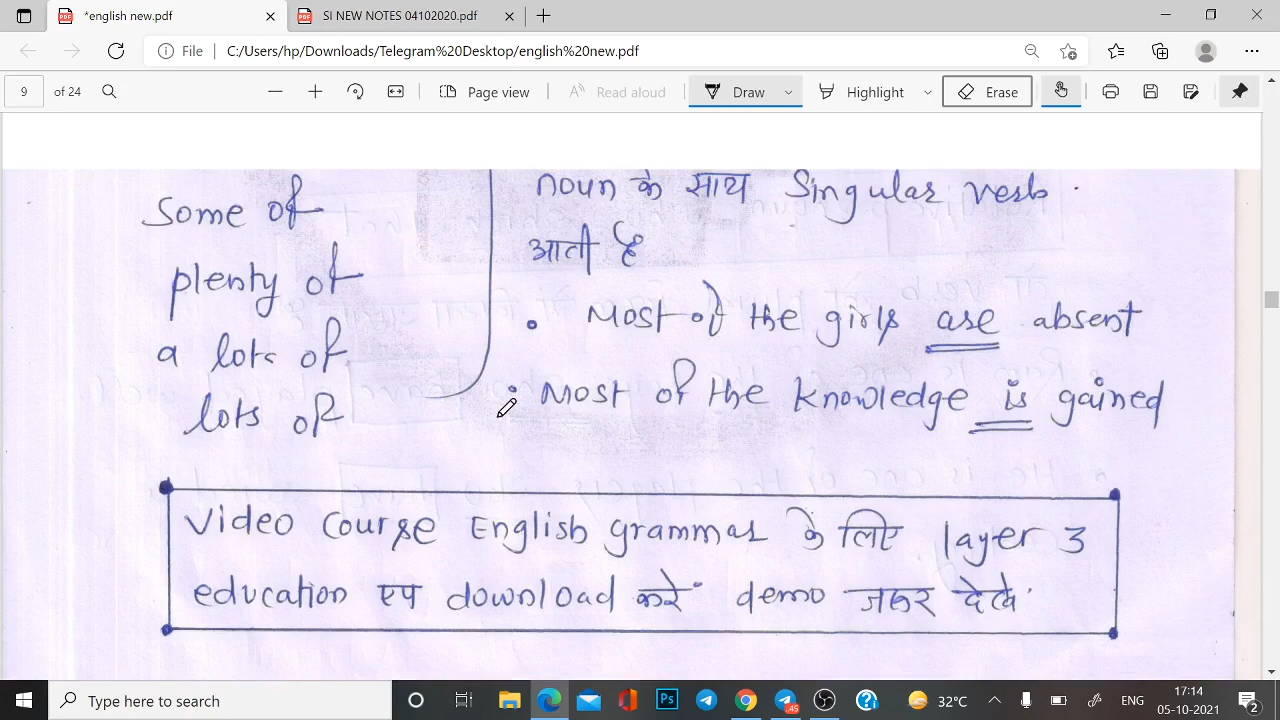 *english new.pdf
SI NEW NOTES 04102020.pdf
File C:/Users/hp/Downloads/Telegram%20Desktop/english%20new.pdf
9 of 24 Page view Read aloud Draw Highlight Erase
Some of
plenty of
a lots of
lots of
noun के साथ Singular verb.
आती है
• Most of the girls are absent
• Most of the knowledge is gained
Video Course English grammar के लिए layer 3
education एप download करें demo जरूर देखे.
Type here to search
Ps
.45
32°C
ENG
17:14
05-10-2021
2